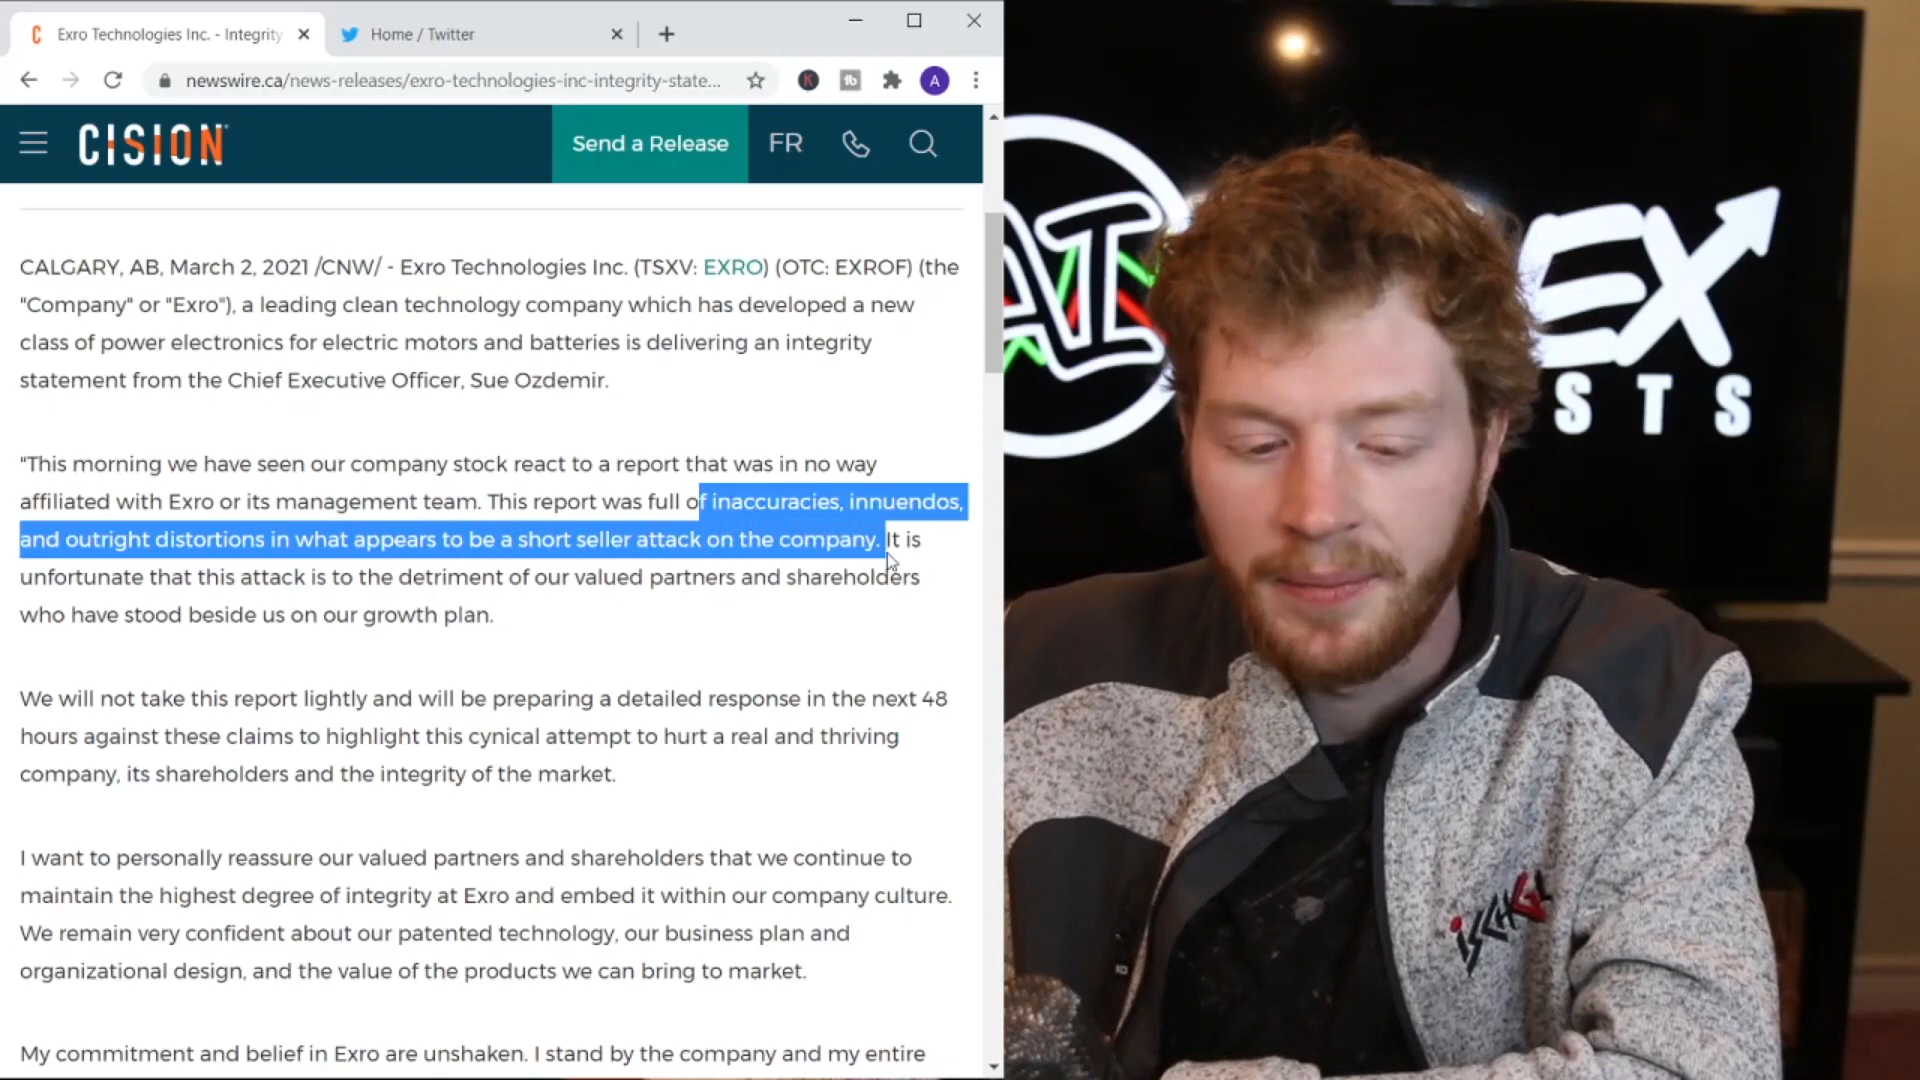 Exro Technologies Inc. - Integrity
Home / Twitter
newswire.ca/news-releases/exro-technologies-inc-integrity-state...
tb
A
CISION
Send a Release
FR
CALGARY, AB, March 2, 2021 /CNW/ - Exro Technologies Inc. (TSXV: EXRO) (OTC: EXROF) (the
"Company" or "Exro"), a leading clean technology company which has developed a new
class of power electronics for electric motors and batteries is delivering an integrity
statement from the Chief Executive Officer, Sue Ozdemir.
"This morning we have seen our company stock react to a report that was in no way
affiliated with Exro or its management team. This report was full of inaccuracies, innuendos,
and outright distortions in what appears to be a short seller attack on the company. It is
unfortunate that this attack is to the detriment of our valued partners and shareholders
who have stood beside us on our growth plan.
We will not take this report lightly and will be preparing a detailed response in the next 48
hours against these claims to highlight this cynical attempt to hurt a real and thriving
company, its shareholders and the integrity of the market.
I want to personally reassure our valued partners and shareholders that we continue to
maintain the highest degree of integrity at Exro and embed it within our company culture.
We remain very confident about our patented technology, our business plan and
organizational design, and the value of the products we can bring to market.
My commitment and belief in Exro are unshaken. I stand by the company and my entire
AI
EX
STS
ISCHGL